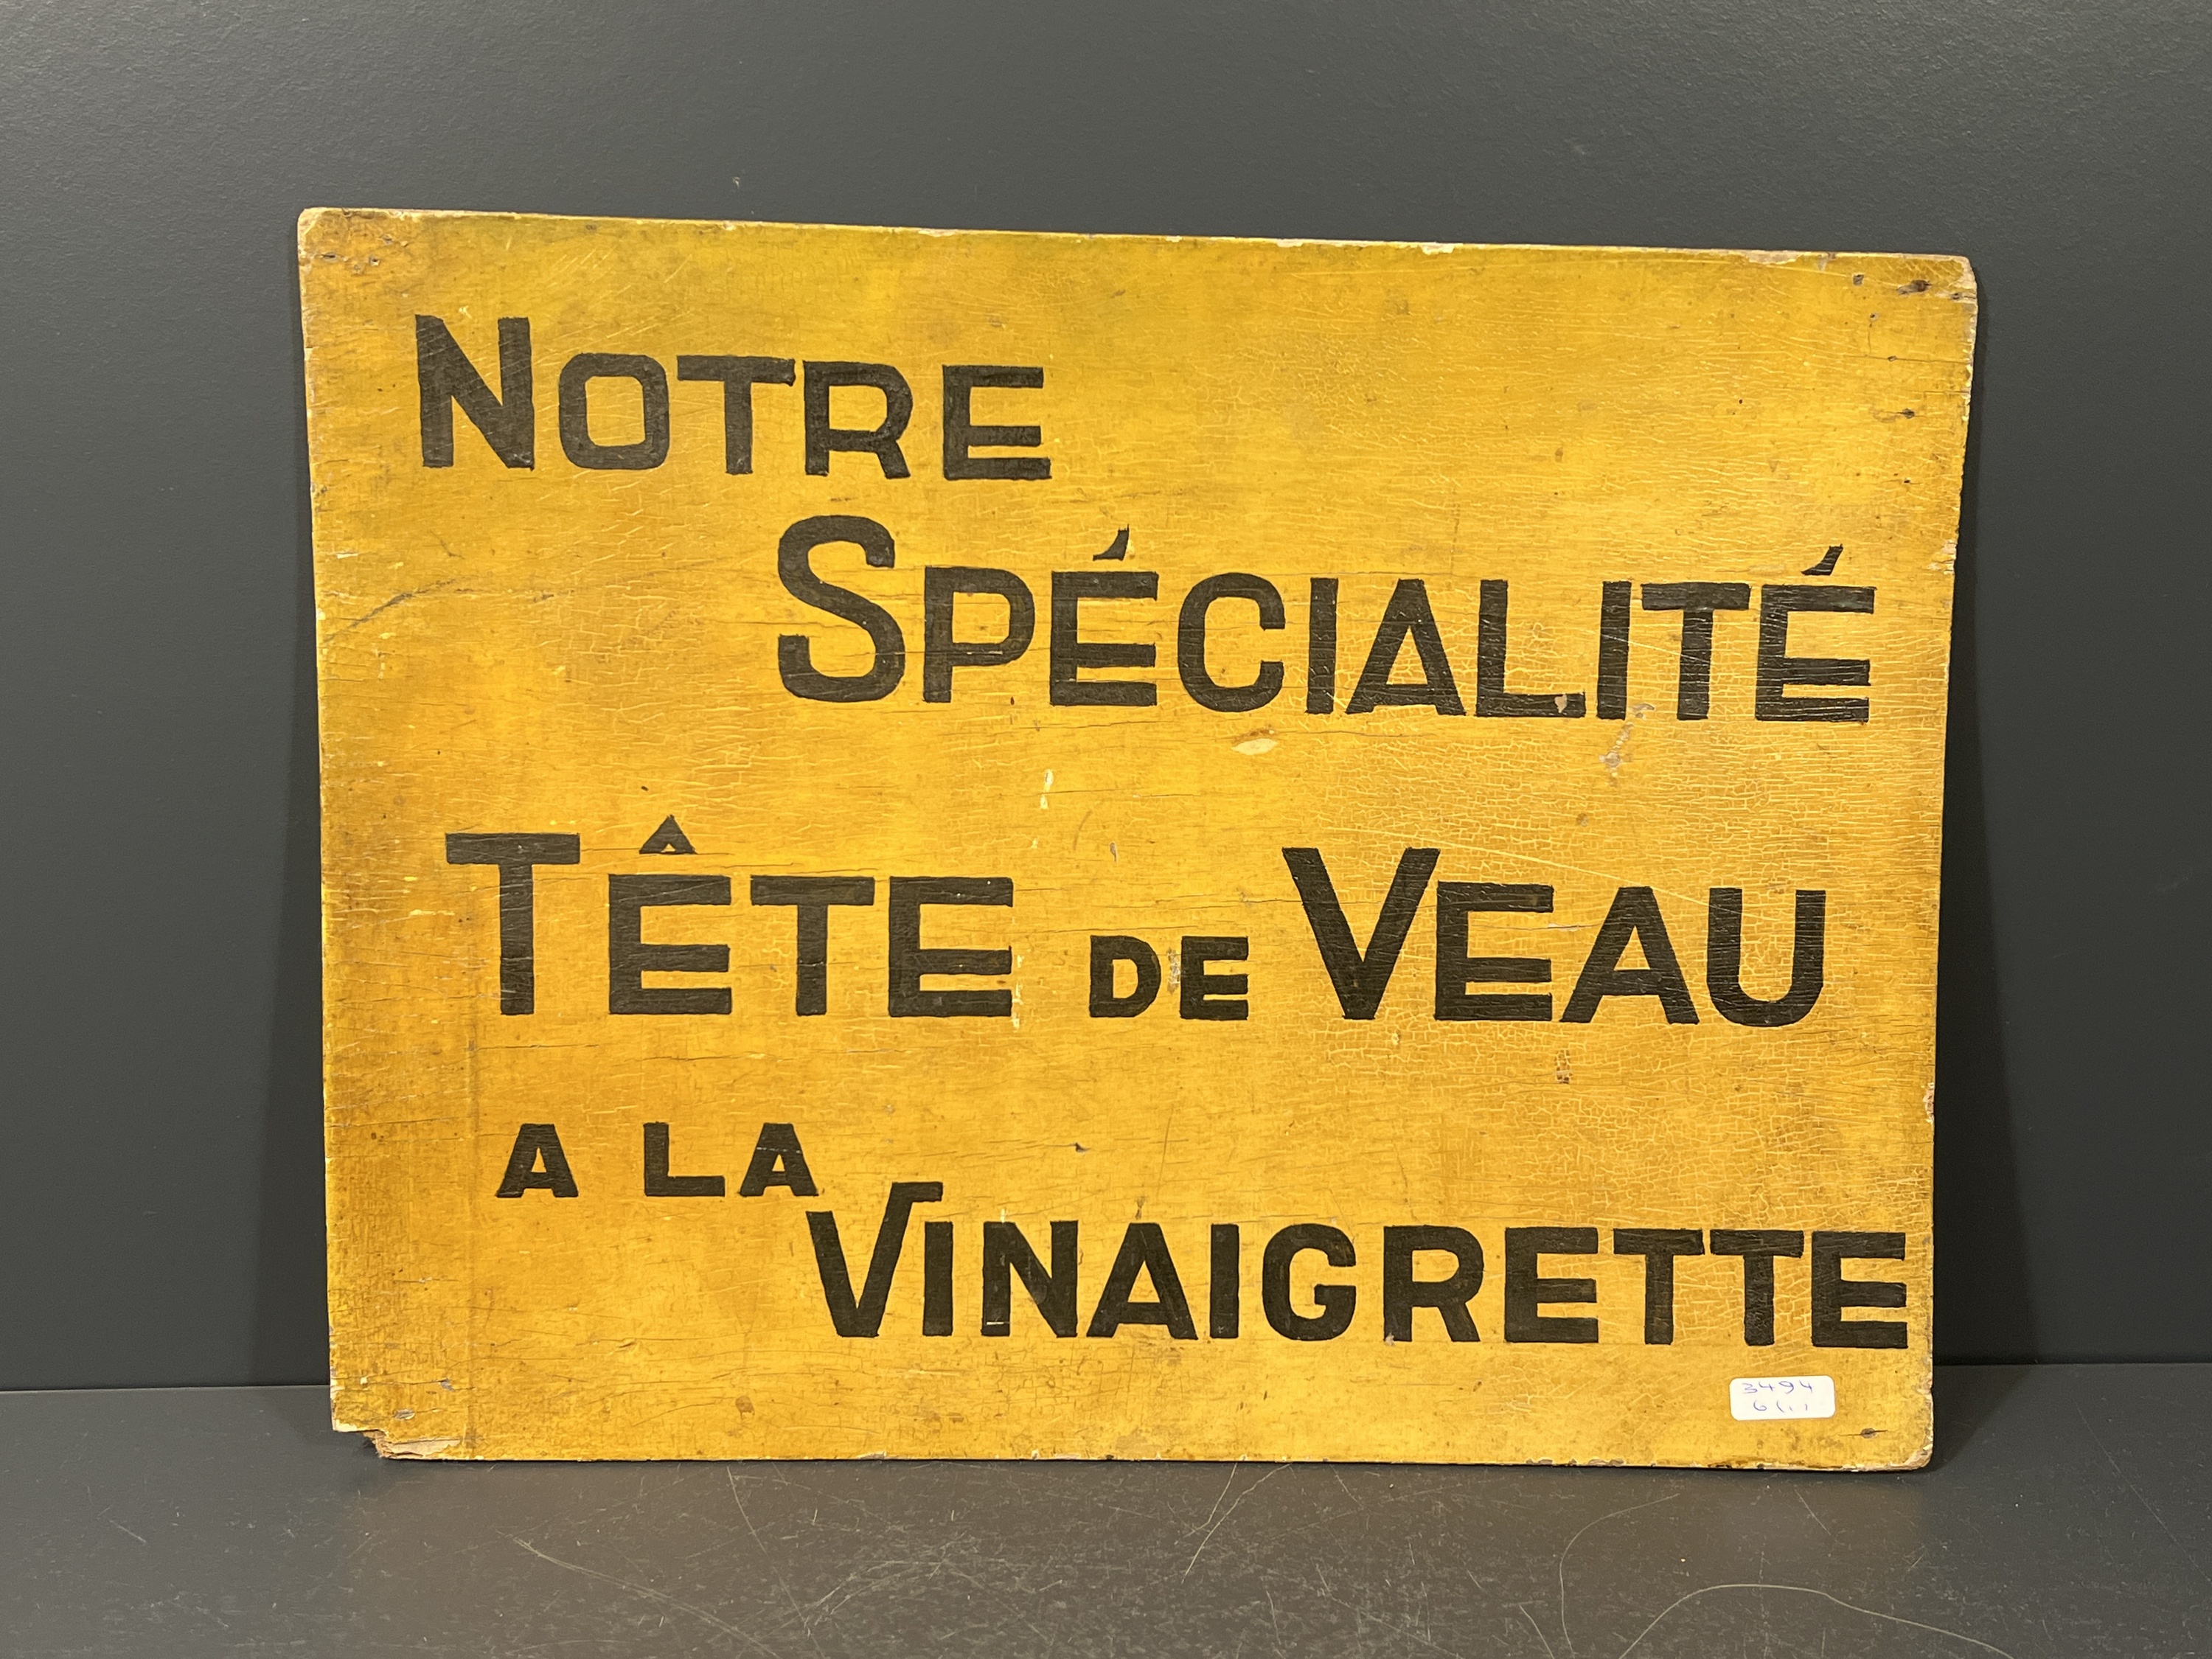 NOTRE
SPÉCIALITÉ
TÊTE DE VEAU
A LA
VINAIGRETTE
3494